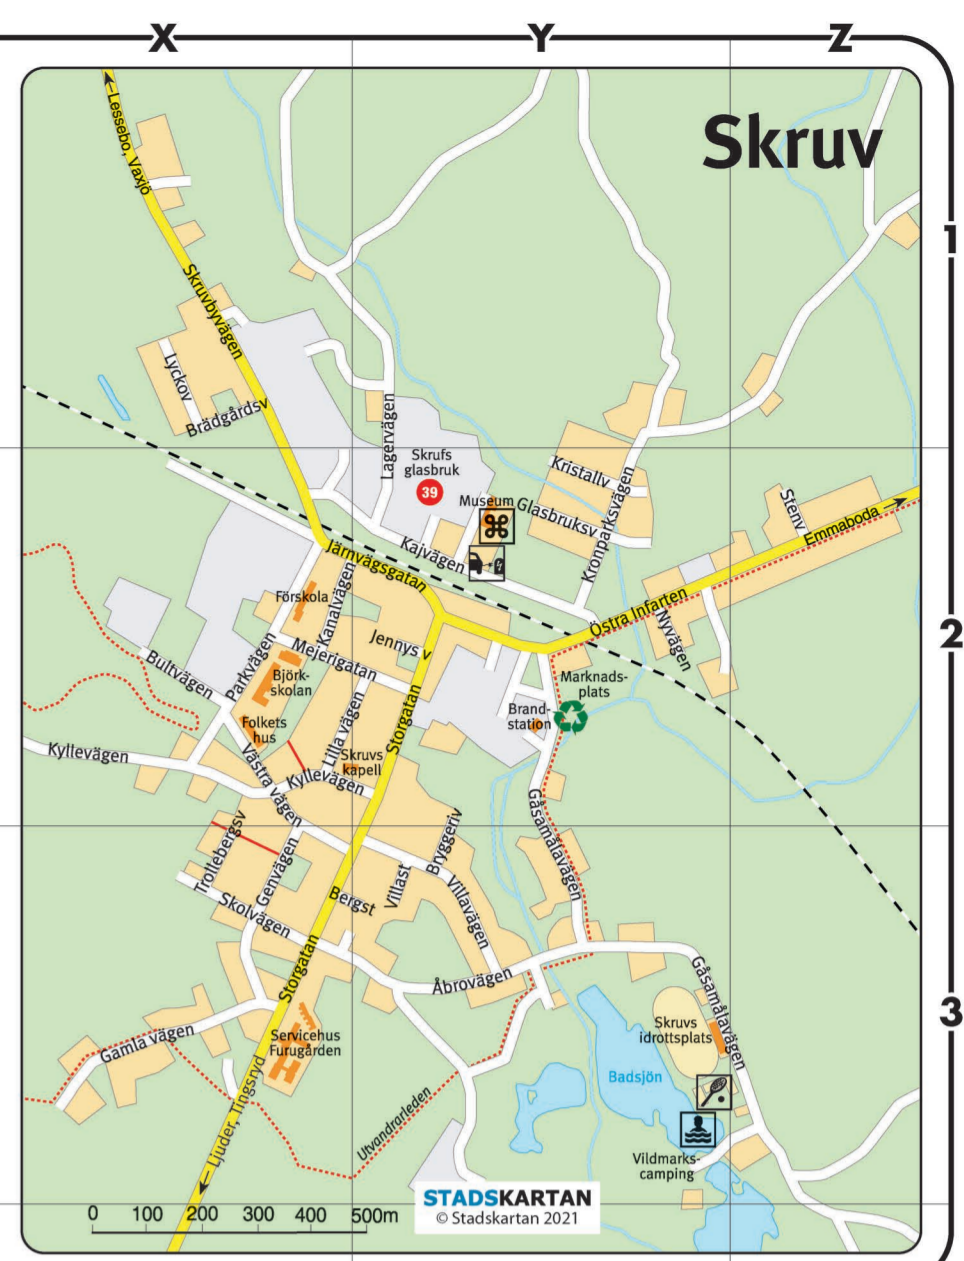 X Y Z
Skruv
←Lessebo, Växjö
1
Skruvbyvägen
Lyckov
Brädgårdsv
Lagervägen
Skrufs
glasbruk
39
Museum
Kristallv
Glasbruksv
Kromparksvägen
Stenv
Emmaboda →
Kajvägen
Järnvägsgatan
Östra Infarten
Nyvägen
2
Förskola
Kanalvägen
Jennys v
Parkvägen
Mejerigatan
Björk-
skolan
Bultvägen
Folkets
hus
Lilla vägen
Storgatan
Skruvs
kapell
Marknads-
plats
Brand-
station
Kyllevägen
Västra vägen
Kyllevägen
Gåsamålavägen
Trollebergsv
Genvägen
Bryggeriv
Villast
Villavägen
Skolvägen
Bergst
Storgatan
Åbrovägen
Gåsamålavägen
3
Gamla vägen
Servicehus
Furugården
Skruvs
idrottsplats
Badsjön
Utvandrarleden
← Ljuder, Tingsryd
Vildmarks-
camping
STADSKARTAN
© Stadskartan 2021
0 100 200 300 400 500m